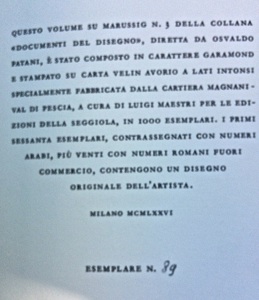 QUESTO VOLUME SU MARUSSIG N. 5 DELLA COLLANA
«DOCUMENTI DEL DISEGNO», DIRETTA DA OSVALDO
PATANI, È STATO COMPOSTO IN CARATTERE GARAMOND
E STAMPATO SU CARTA VELIN AVORIO A LATI INTONSI
SPECIALMENTE FABBRICATA DALLA CARTIERA MAGNANI-
VAL DI PESCIA, A CURA DI LUIGI MAESTRI PER LE EDI-
ZIONI DELLA SEGGIOLA, IN 1000 ESEMPLARI. I PRIMI
SESSANTA ESEMPLARI, CONTRASSEGNATI CON NUMERI
ARABI, PIÙ VENTI CON NUMERI ROMANI FUORI
COMMERCIO, CONTENGONO UN DISEGNO
ORIGINALE DELL'ARTISTA.
MILANO MCMLXXVI
ESEMPLARE N. 89